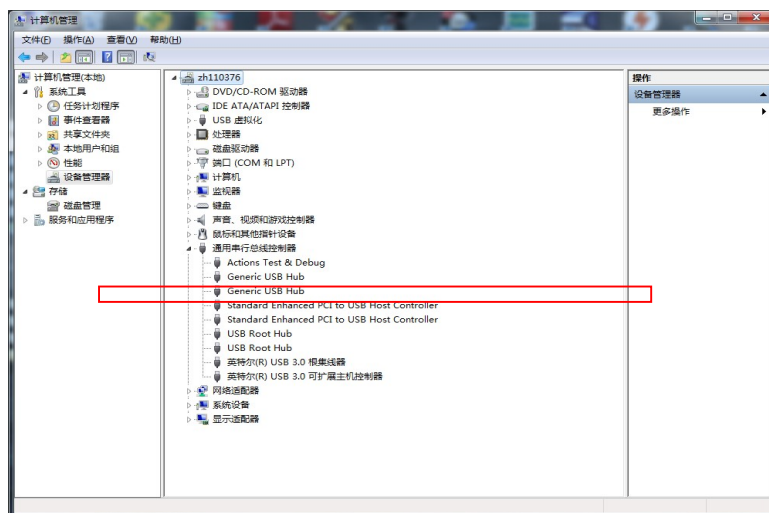 计算机管理
文件(F) 操作(A) 查看(V) 帮助(H)
计算机管理(本地)
系统工具
任务计划程序
事件查看器
共享文件夹
本地用户和组
性能
设备管理器
存储
磁盘管理
服务和应用程序
zh110376
DVD/CD-ROM 驱动器
IDE ATA/ATAPI 控制器
USB 虚拟化
处理器
磁盘驱动器
端口 (COM 和 LPT)
计算机
监视器
键盘
声音、视频和游戏控制器
鼠标和其他指针设备
通用串行总线控制器
Actions Test & Debug
Generic USB Hub
Generic USB Hub
Standard Enhanced PCI to USB Host Controller
Standard Enhanced PCI to USB Host Controller
USB Root Hub
USB Root Hub
英特尔(R) USB 3.0 根集线器
英特尔(R) USB 3.0 可扩展主机控制器
网络适配器
系统设备
显示适配器
操作
设备管理器
更多操作